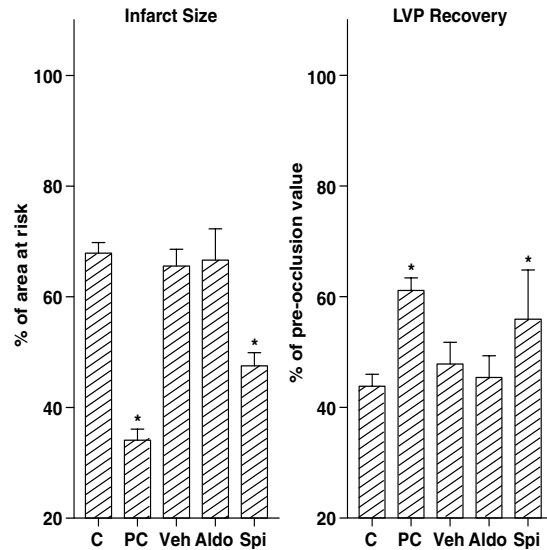 Infarct Size
% of area at risk
100
80
60
40
20
*
*
C PC Veh Aldo Spi
LVP Recovery
% of pre-occlusion value
100
80
60
40
20
*
*
C PC Veh Aldo Spi